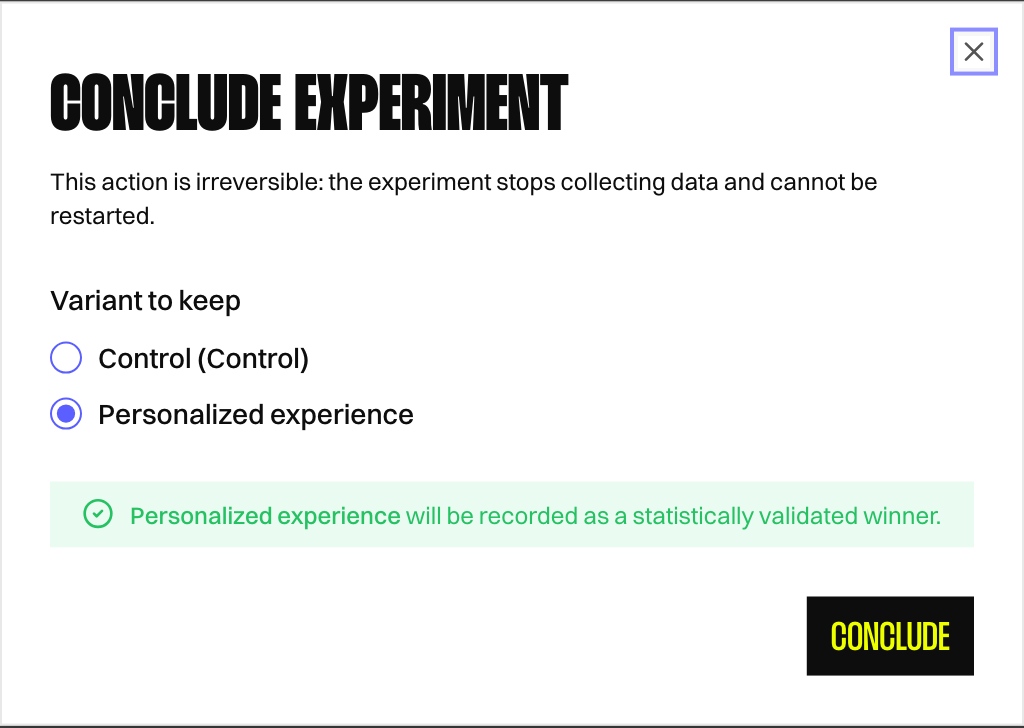 CONCLUDE EXPERIMENT
This action is irreversible: the experiment stops collecting data and cannot be
restarted.
Variant to keep
Control (Control)
Personalized experience
Personalized experience will be recorded as a statistically validated winner.
CONCLUDE